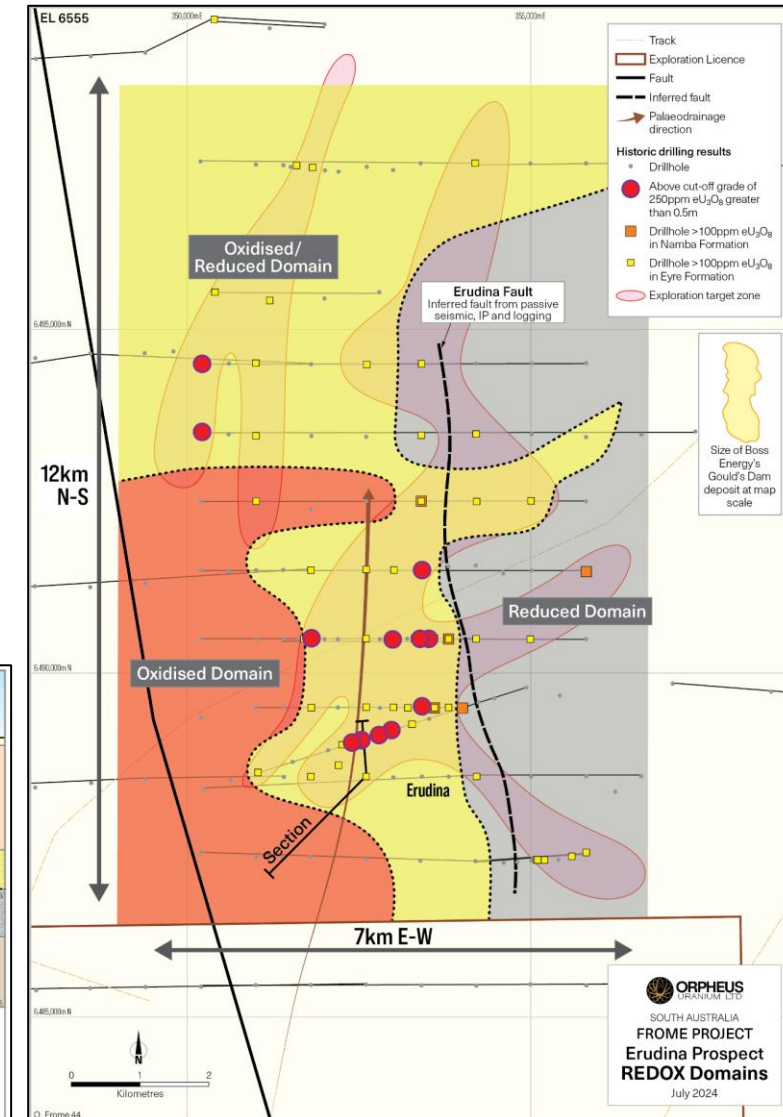 EL 6555
350,000mE
355,000mE
Track
Exploration Licence
Fault
Inferred fault
Palaeodrainage
direction
Historic drilling results
Drillhole
Above cut-off grade of
250ppm eU₃O₈ greater
than 0.5m
Drillhole >100ppm eU₃O₈
in Namba Formation
Drillhole >100ppm eU₃O₈
in Eyre Formation
Exploration target zone
Oxidised/
Reduced Domain
Erudina Fault
Inferred fault from passive
seismic, IP and logging
6,495,000m N
Size of Boss
Energy's
Gould's Dam
deposit at map
scale
12km
N-S
Reduced Domain
Oxidised Domain
6,490,000m N
Erudina
Section
7km E-W
6,485,000m N
N
0 1 2
Kilometres
Frome 44
ORPHEUS
URANIUM LTD
SOUTH AUSTRALIA
FROME PROJECT
Erudina Prospect
REDOX Domains
July 2024